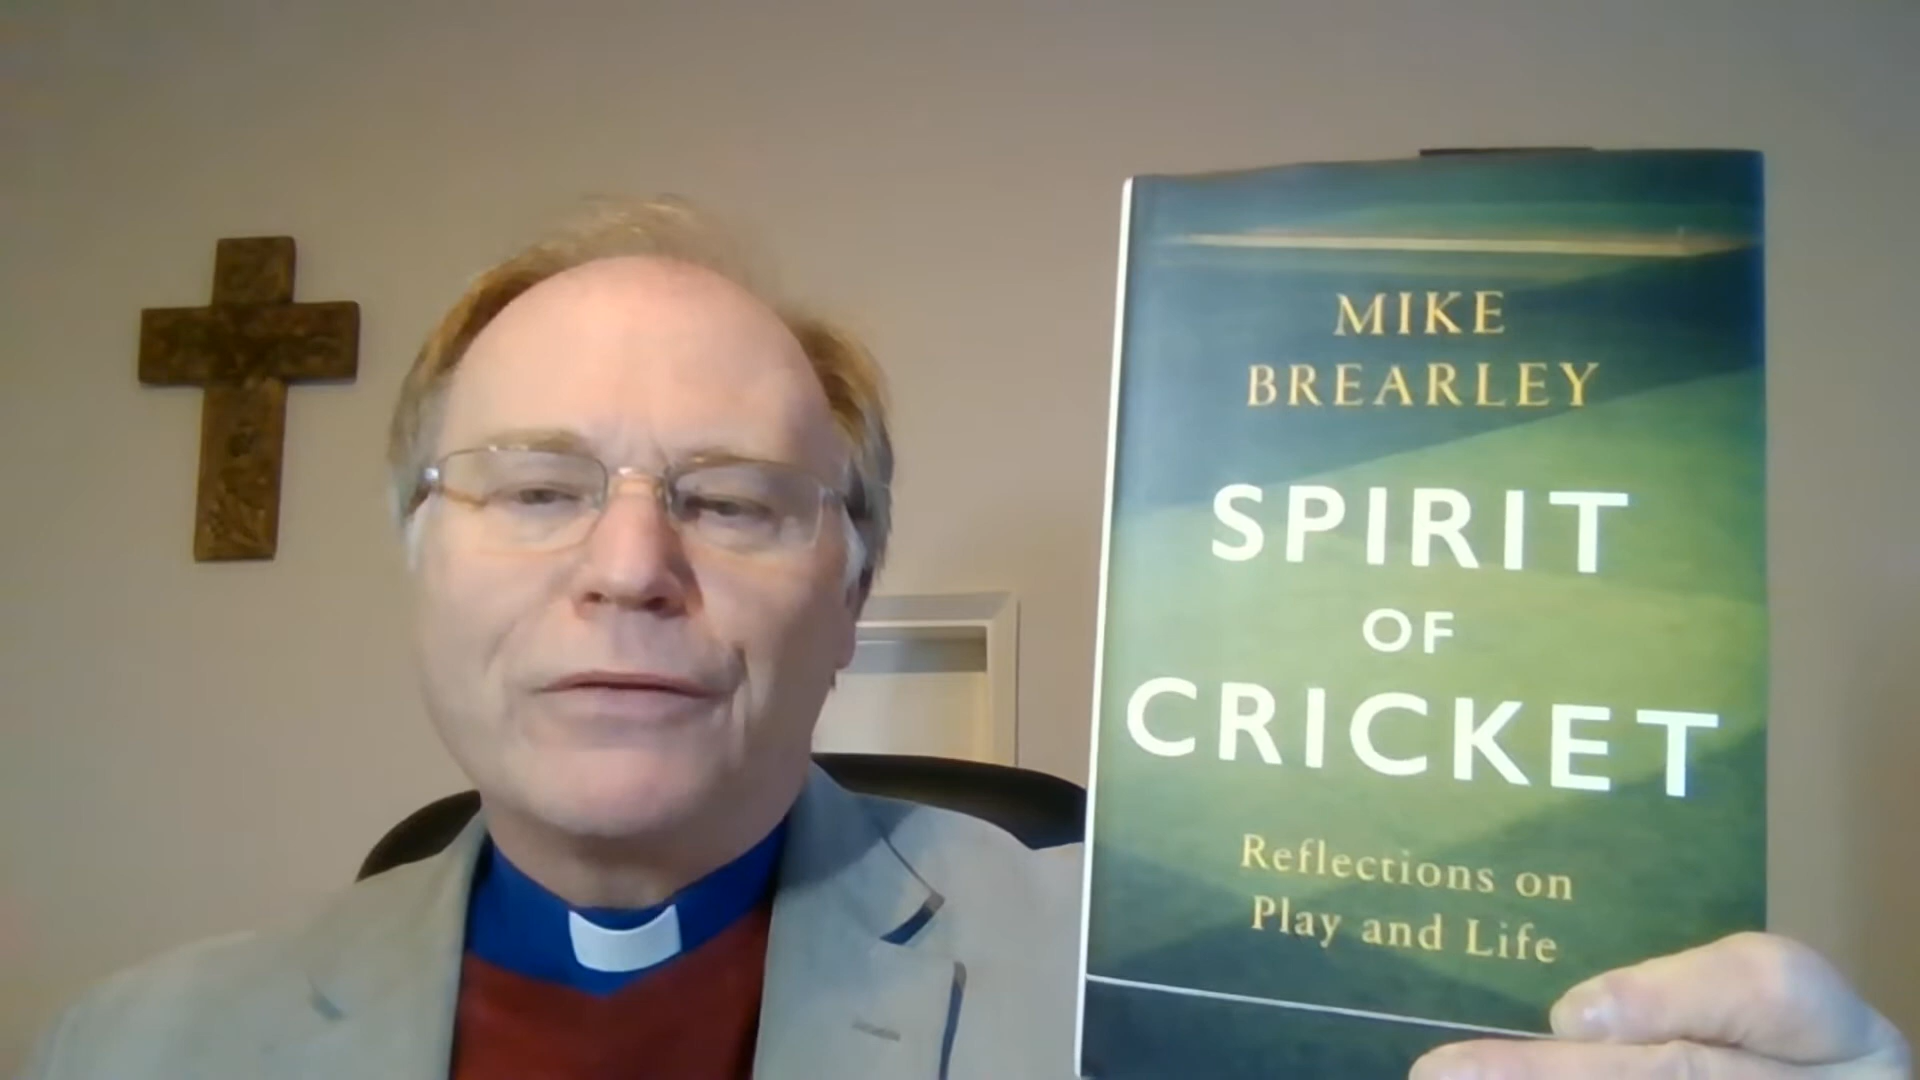 MIKE
BREARLEY
SPIRIT
OF
CRICKET
Reflections on
Play and Life